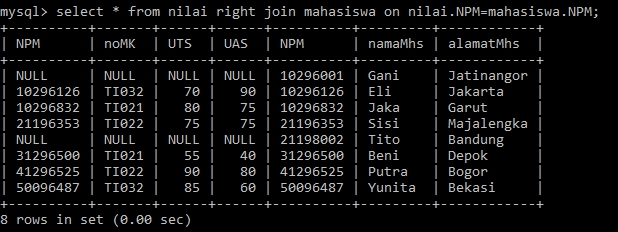 mysql> select * from nilai right join mahasiswa on nilai.NPM=mahasiswa.NPM;
+----------+-------+------+------+----------+---------+------------+
| NPM      | noMK  | UTS  | UAS  | NPM      | namaMhs | alamatMhs  |
+----------+-------+------+------+----------+---------+------------+
| NULL     | NULL  | NULL | NULL | 10296001 | Gani    | Jatinangor |
| 10296126 | TI032 |   70 |   90 | 10296126 | Eli     | Jakarta    |
| 10296832 | TI021 |   80 |   75 | 10296832 | Jaka    | Garut      |
| 21196353 | TI022 |   75 |   75 | 21196353 | Sisi    | Majalengka |
| NULL     | NULL  | NULL | NULL | 21198002 | Tito    | Bandung    |
| 31296500 | TI021 |   55 |   40 | 31296500 | Beni    | Depok      |
| 41296525 | TI022 |   90 |   80 | 41296525 | Putra   | Bogor      |
| 50096487 | TI032 |   85 |   60 | 50096487 | Yunita  | Bekasi     |
+----------+-------+------+------+----------+---------+------------+
8 rows in set (0.00 sec)